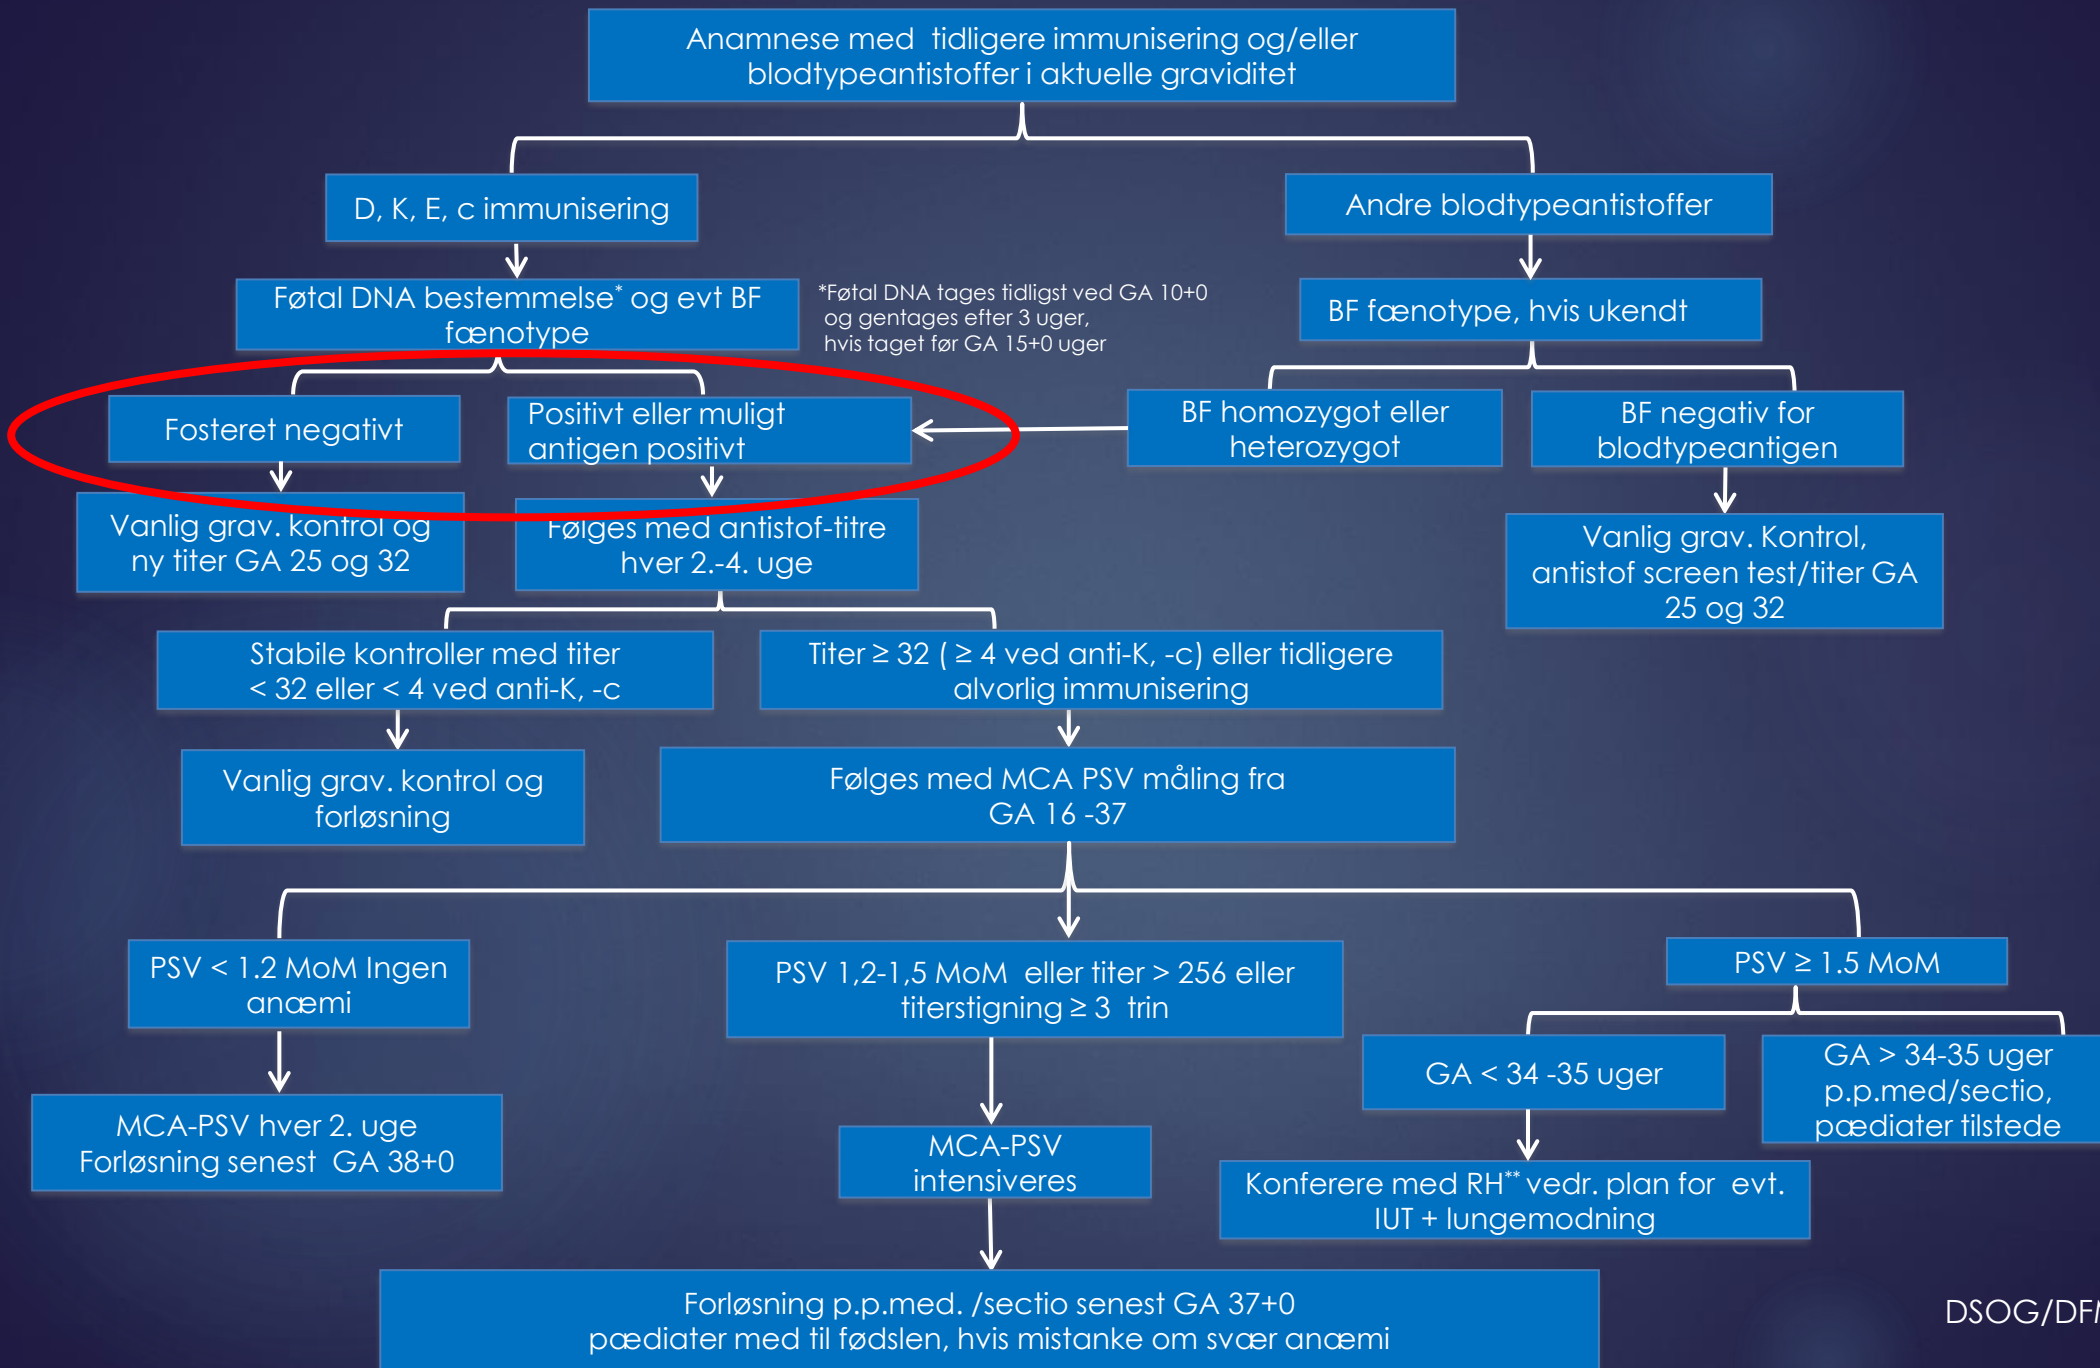 Anamnese med tidligere immunisering og/eller
blodtypeantistoffer i aktuelle graviditet
D, K, E, c immunisering
Andre blodtypeantistoffer
Føtal DNA bestemmelse* og evt BF
fænotype
*Føtal DNA tages tidligst ved GA 10+0
og gentages efter 3 uger,
hvis taget før GA 15+0 uger
BF fænotype, hvis ukendt
Fosteret negativt
Positivt eller muligt
antigen positivt
BF homozygot eller
heterozygot
BF negativ for
blodtypeantigen
Vanlig grav. kontrol og
ny titer GA 25 og 32
Følges med antistof-titre
hver 2.-4. uge
Vanlig grav. Kontrol,
antistof screen test/titer GA
25 og 32
Stabile kontroller med titer
< 32 eller < 4 ved anti-K, -c
Titer ≥ 32 ( ≥ 4 ved anti-K, -c) eller tidligere
alvorlig immunisering
Vanlig grav. kontrol og
forløsning
Følges med MCA PSV måling fra
GA 16 -37
PSV < 1.2 MoM Ingen
anæmi
PSV 1,2-1,5 MoM eller titer > 256 eller
titerstigning ≥ 3 trin
PSV ≥ 1.5 MoM
GA < 34 -35 uger
GA > 34-35 uger
p.p.med/sectio,
pædiater tilstede
MCA-PSV hver 2. uge
Forløsning senest GA 38+0
MCA-PSV
intensiveres
Konferere med RH** vedr. plan for evt.
IUT + lungemodning
Forløsning p.p.med. /sectio senest GA 37+0
pædiater med til fødslen, hvis mistanke om svær anæmi
DSOG/DFM